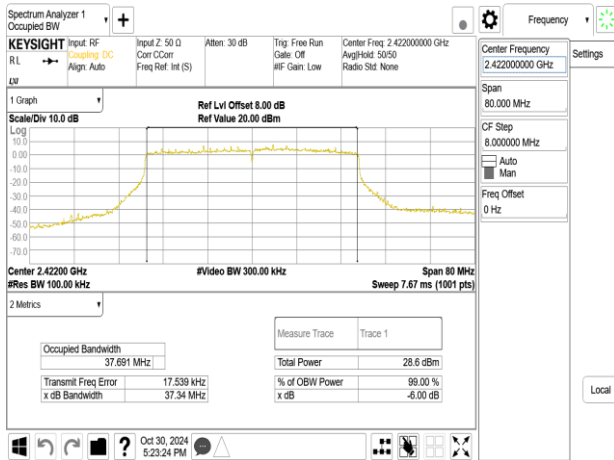 Spectrum Analyzer 1
Occupied BW
+
Frequency
KEYSIGHT
RL
LXI
Input: RF
Coupling: DC
Align: Auto
Input Z: 50 Ω
Corr CCorr
Freq Ref: Int (S)
Atten: 30 dB
Trig: Free Run
Gate: Off
#IF Gain: Low
Center Freq: 2.422000000 GHz
Avg|Hold: 50/50
Radio Std: None
Center Frequency
2.422000000 GHz
Settings
Span
80.000 MHz
CF Step
8.000000 MHz
Auto
Man
Freq Offset
0 Hz
Local
1 Graph
Scale/Div 10.0 dB
Ref Lvl Offset 8.00 dB
Ref Value 20.00 dBm
Log
10.0
0.00
-10.0
-20.0
-30.0
-40.0
-50.0
-60.0
-70.0
Center 2.42200 GHz
#Video BW 300.00 kHz
Span 80 MHz
#Res BW 100.00 kHz
Sweep 7.67 ms (1001 pts)
2 Metrics
Measure Trace Trace 1
Occupied Bandwidth
37.691 MHz
Total Power 28.6 dBm
Transmit Freq Error 17.539 kHz
% of OBW Power 99.00 %
x dB Bandwidth 37.34 MHz
x dB -6.00 dB
?
Oct 30, 2024
5:23:24 PM